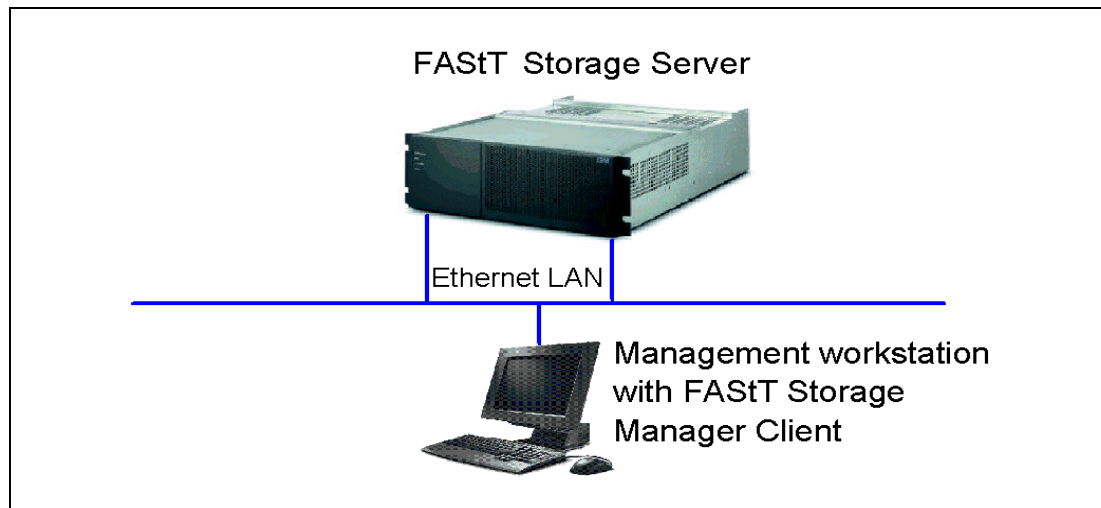 FAStT Storage Server
Ethernet LAN
Management workstation
with FAStT Storage
Manager Client